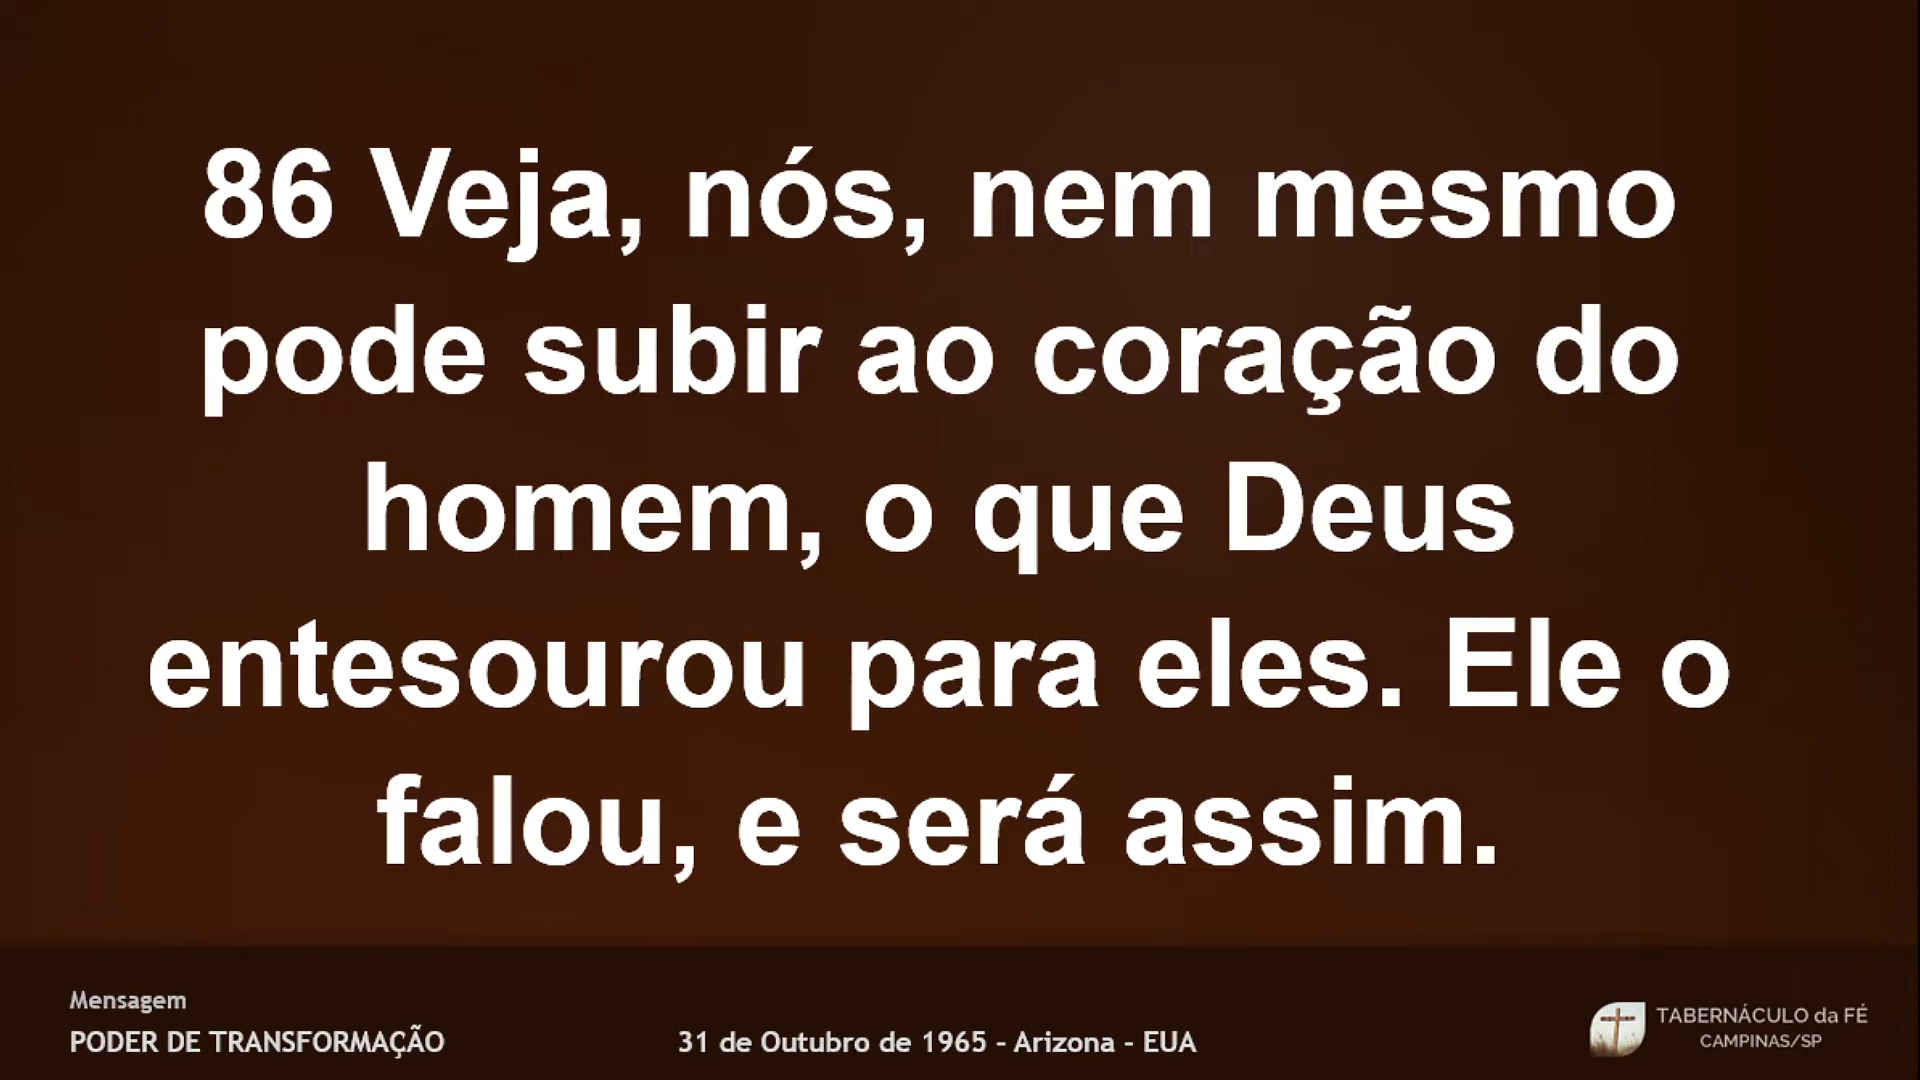 86 Veja, nós, nem mesmo
pode subir ao coração do
homem, o que Deus
entesourou para eles. Ele o
falou, e será assim.
Mensagem
PODER DE TRANSFORMAÇÃO
31 de Outubro de 1965 - Arizona - EUA
TABERNÁCULO da FÉ
CAMPINAS/SP